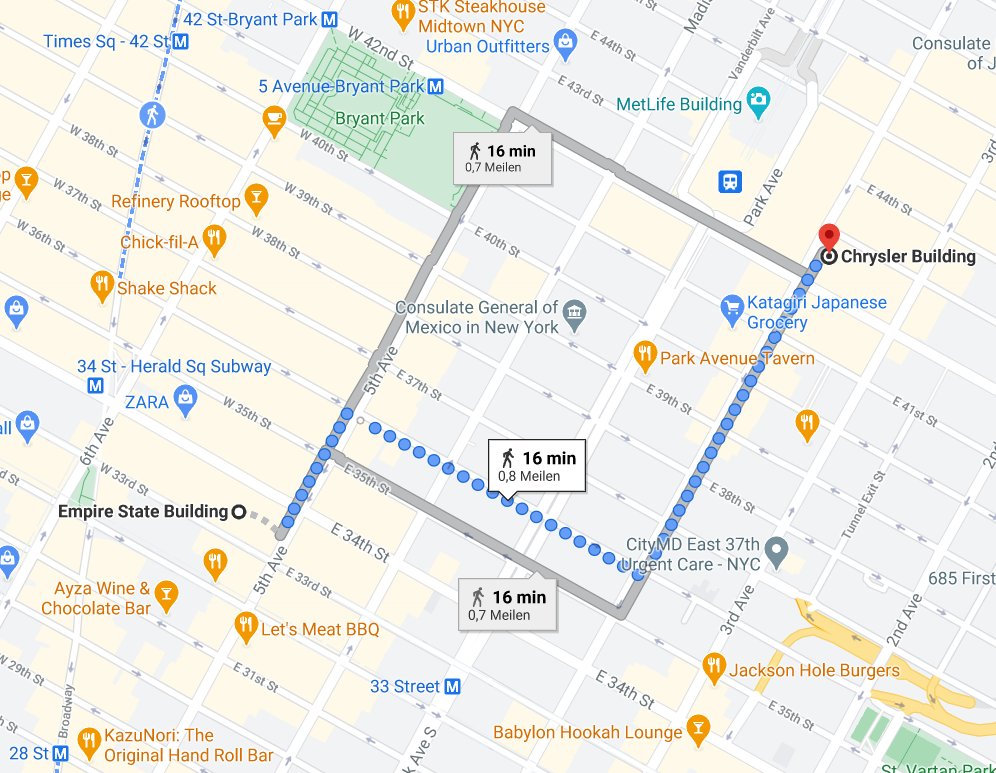 42 St-Bryant Park
STK Steakhouse
Midtown NYC
Times Sq - 42 St
Urban Outfitters
E 44th St
Vanderbilt Ave
Consulate
of J
W 42nd St
5 Avenue-Bryant Park
E 43rd St
MetLife Building
Bryant Park
W 38th St
W 40th St
W 37th St
Refinery Rooftop
W 39th St
Park Ave
E 44th St
W 36th St
Chick-fil-A
W 38th St
E 40th St
16 min
0,7 Meilen
Chrysler Building
Shake Shack
Consulate General of
Mexico in New York
Katagiri Japanese
Grocery
34 St - Herald Sq Subway
5th Ave
Park Avenue Tavern
E 37th St
E 39th St
ZARA
W 35th St
E 41st St
6th Ave
16 min
0,8 Meilen
W 33rd St
E 35th St
E 38th St
Tunnel Exit St
Empire State Building
E 34th St
CityMD East 37th
Urgent Care - NYC
5th Ave
E 33rd St
685 First
Ayza Wine &
Chocolate Bar
16 min
0,7 Meilen
3rd Ave
2nd Ave
Let's Meat BBQ
E 31st St
33 Street
E 34th St
Jackson Hole Burgers
W 29th St
Broadway
E 35th St
Babylon Hookah Lounge
KazuNori: The
Original Hand Roll Bar
28 St
k Ave S
St. Vartan Park